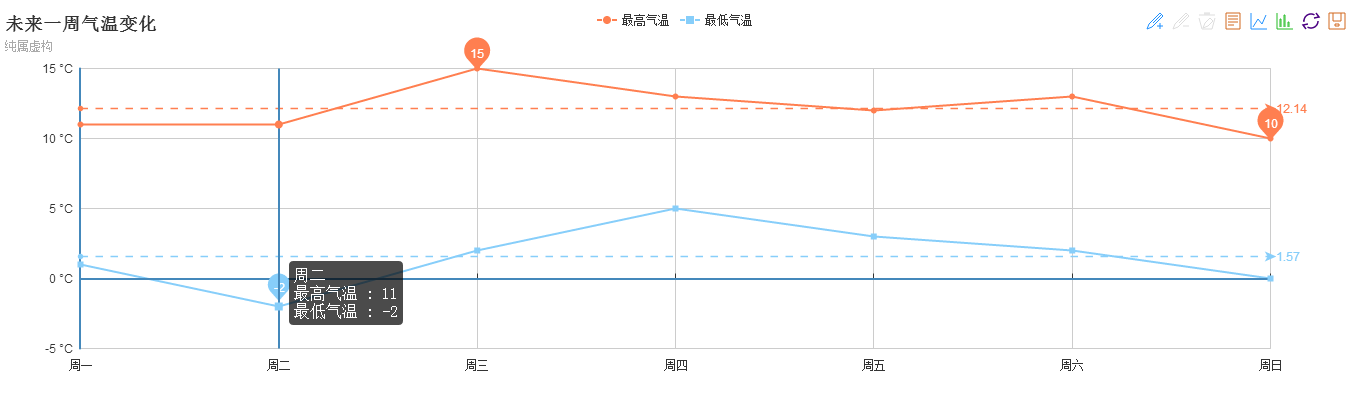 未来一周气温变化
纯属虚构
最高气温 最低气温
15 °C
10 °C
5 °C
0 °C
-5 °C
15
12.14
10
1.57
-2
周二
最高气温 : 11
最低气温 : -2
周一 周二 周三 周四 周五 周六 周日